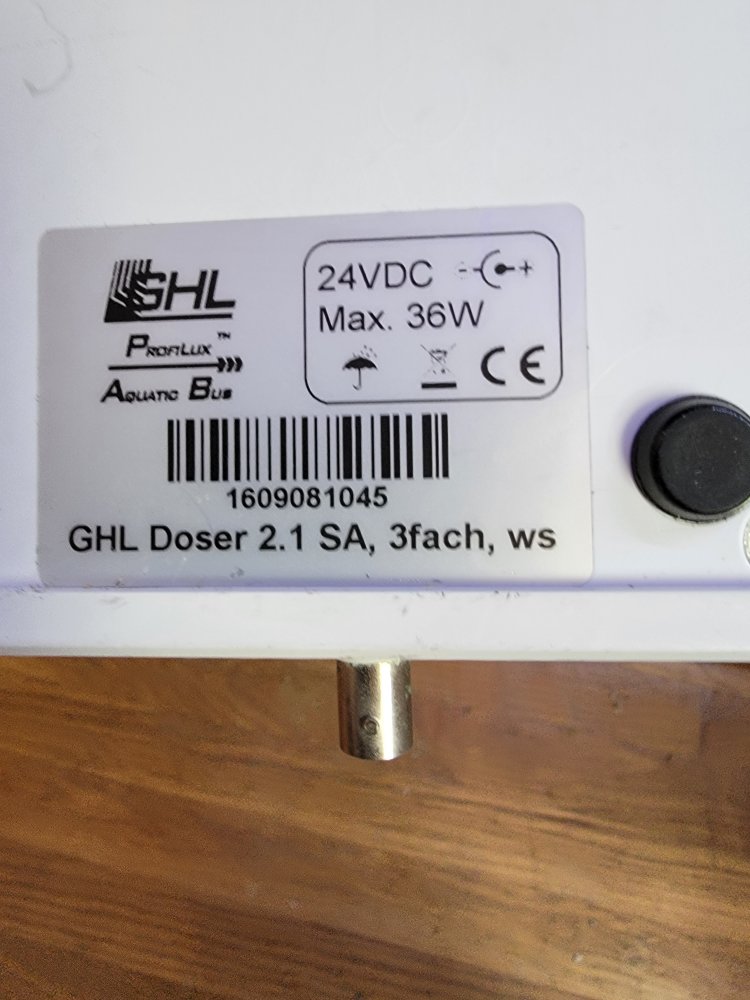 GHL
PROFILUX™
AQUATIC BUS
24VDC - +
Max. 36W
CE
1609081045
GHL Doser 2.1 SA, 3fach, ws